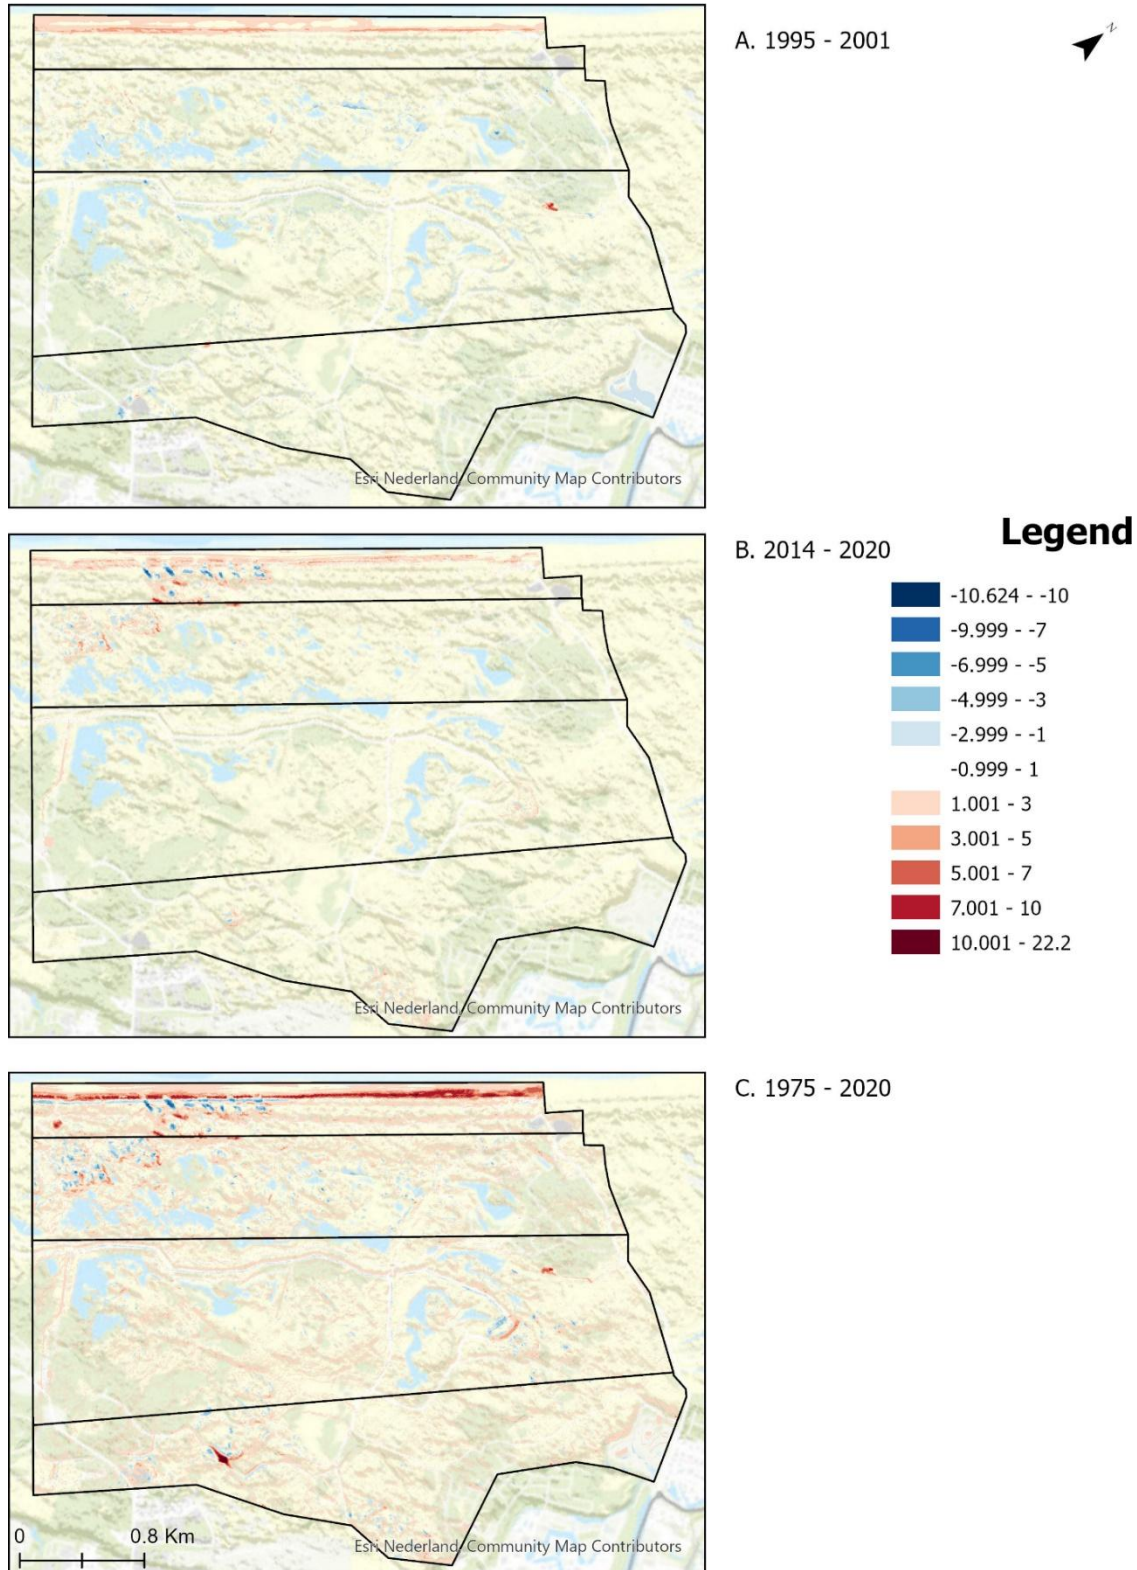 A. 1995 - 2001
N
Esri Nederland, Community Map Contributors
B. 2014 - 2020
Legend
-10.624 - -10
-9.999 - -7
-6.999 - -5
-4.999 - -3
-2.999 - -1
-0.999 - 1
1.001 - 3
3.001 - 5
5.001 - 7
7.001 - 10
10.001 - 22.2
Esri Nederland, Community Map Contributors
C. 1975 - 2020
0 0.8 Km
Esri Nederland, Community Map Contributors